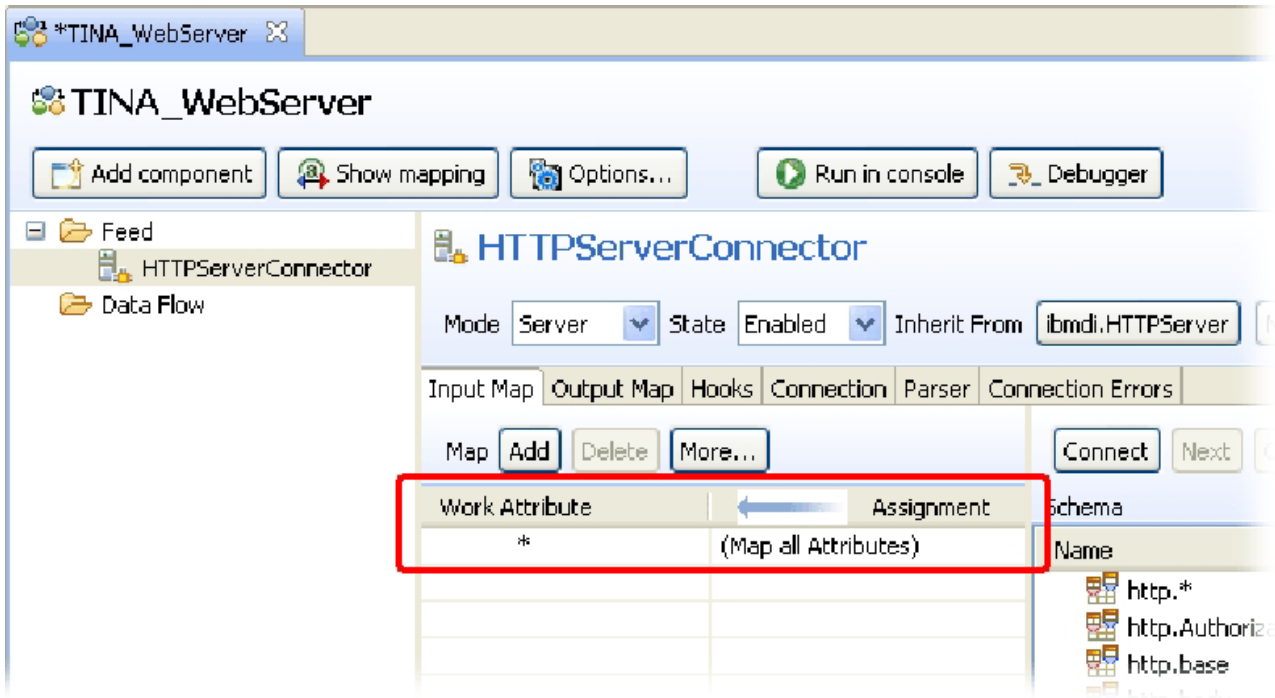 *TINA_WebServer
TINA_WebServer
Add component Show mapping Options... Run in console Debugger
Feed
HTTPServerConnector
Data Flow
HTTPServerConnector
Mode Server State Enabled Inherit From ibmdi.HTTPServer
Input Map Output Map Hooks Connection Parser Connection Errors
Map Add Delete More... Connect Next
Work Attribute Assignment Schema
* (Map all Attributes) Name
http.*
http.Authoriza
http.base